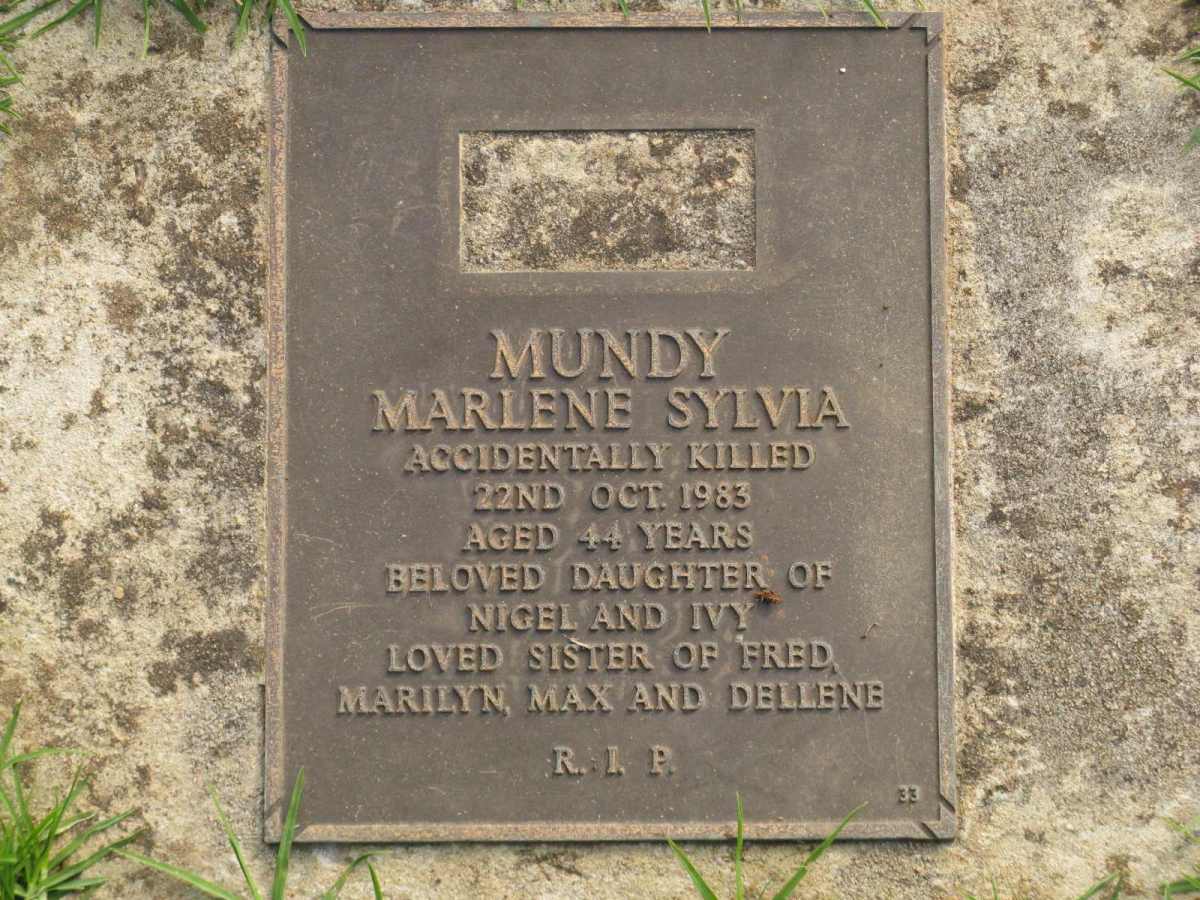 MUNDY
MARLENE SYLVIA
ACCIDENTALLY KILLED
22ND OCT. 1983
AGED 44 YEARS
BELOVED DAUGHTER OF
NIGEL AND IVY
LOVED SISTER OF FRED,
MARILYN, MAX AND DELLENE
R. I. P.
33